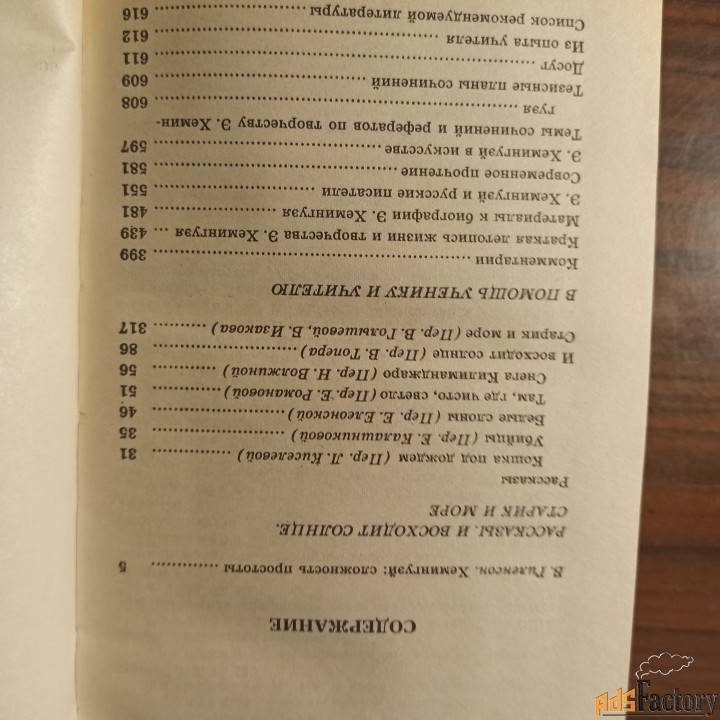 СОДЕРЖАНИЕ
Б. Гиленсон. Хемингуэй: сложность простоты .............. 5
РАССКАЗЫ. И ВОСХОДИТ СОЛНЦЕ.
СТАРИК И МОРЕ
Рассказы
Кошка под дождем (Пер. Л. Киселевой) ................ 31
Убийцы (Пер. Е. Калашниковой) ........................ 35
Белые слоны (Пер. Е. Елеонской) ........................ 46
Там, где чисто, светло (Пер. Е. Романовой) ............ 51
Снега Килиманджаро (Пер. Н. Волжиной) .............. 56
И восходит солнце (Пер. В. Топера) ...................... 86
Старик и море (Пер. Е. Голышевой, Б. Изакова) ........ 317
В ПОМОЩЬ УЧЕНИКУ И УЧИТЕЛЮ
Комментарии ................................................ 399
Краткая летопись жизни и творчества Э. Хемингуэя ... 439
Материалы к биографии Э. Хемингуэя .................. 481
Э. Хемингуэй и русские писатели ........................ 551
Современное прочтение .................................... 581
Э. Хемингуэй в искусстве .................................. 597
Темы сочинений и рефератов по творчеству Э. Хемин-
гуэя ........................................................ 608
Тезисные планы сочинений ................................ 609
Досуг ........................................................ 611
Из опыта учителя .......................................... 612
Список рекомендуемой литературы ...................... 616
AdsFactory